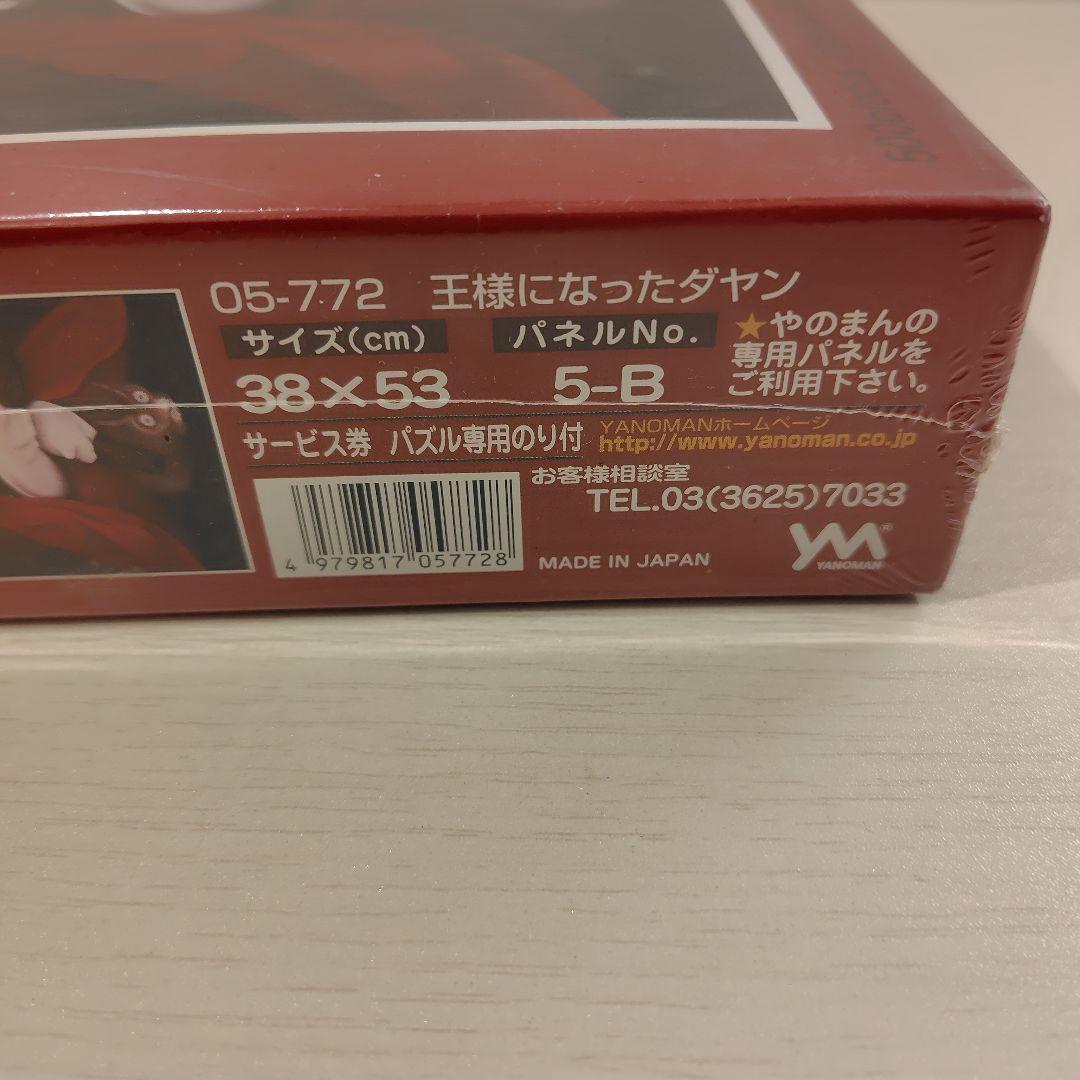 500pieces
05-772 王様になったダヤン
サイズ(cm) パネルNo.
38×53 5-B
★やのまんの
専用パネルを
ご利用下さい。
サービス券 パズル専用のり付
YANOMANホームページ
http://www.yanoman.co.jp
お客様相談室
TEL.03(3625)7033
4 979817 057728
MADE IN JAPAN
YM®
YANOMAN